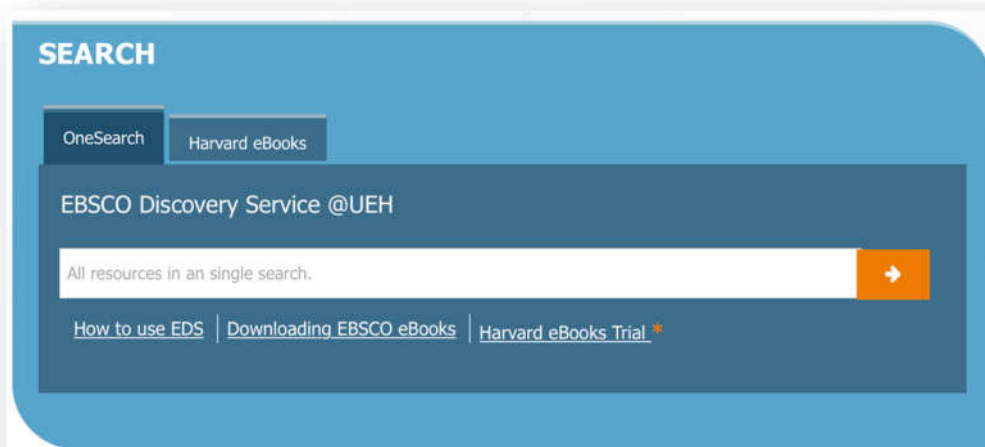 SEARCH
OneSearch
Harvard eBooks
EBSCO Discovery Service @UEH
All resources in an single search.
How to use EDS
Downloading EBSCO eBooks
Harvard eBooks Trial *